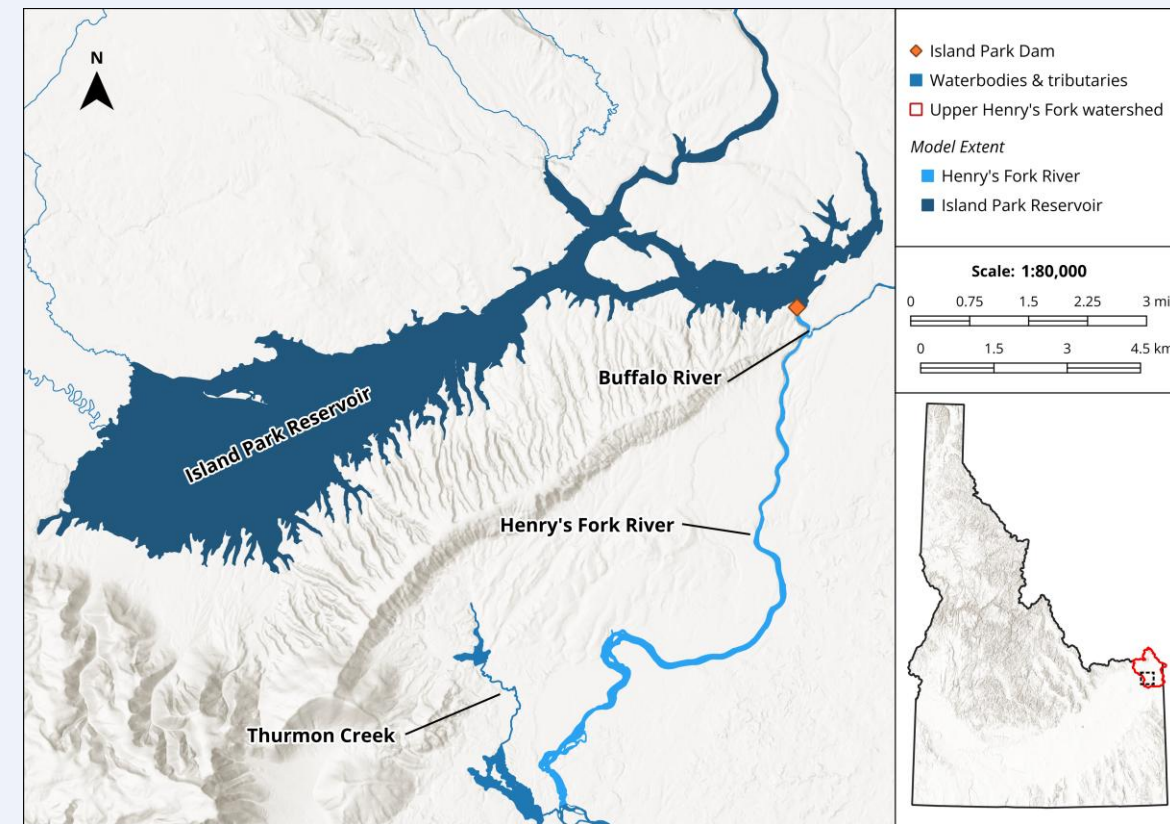 N
Island Park Reservoir
Buffalo River
Henry's Fork River
Thurmon Creek
Island Park Dam
Waterbodies & tributaries
Upper Henry's Fork watershed
Model Extent
Henry's Fork River
Island Park Reservoir
Scale: 1:80,000
0 0.75 1.5 2.25 3 mi
0 1.5 3 4.5 km